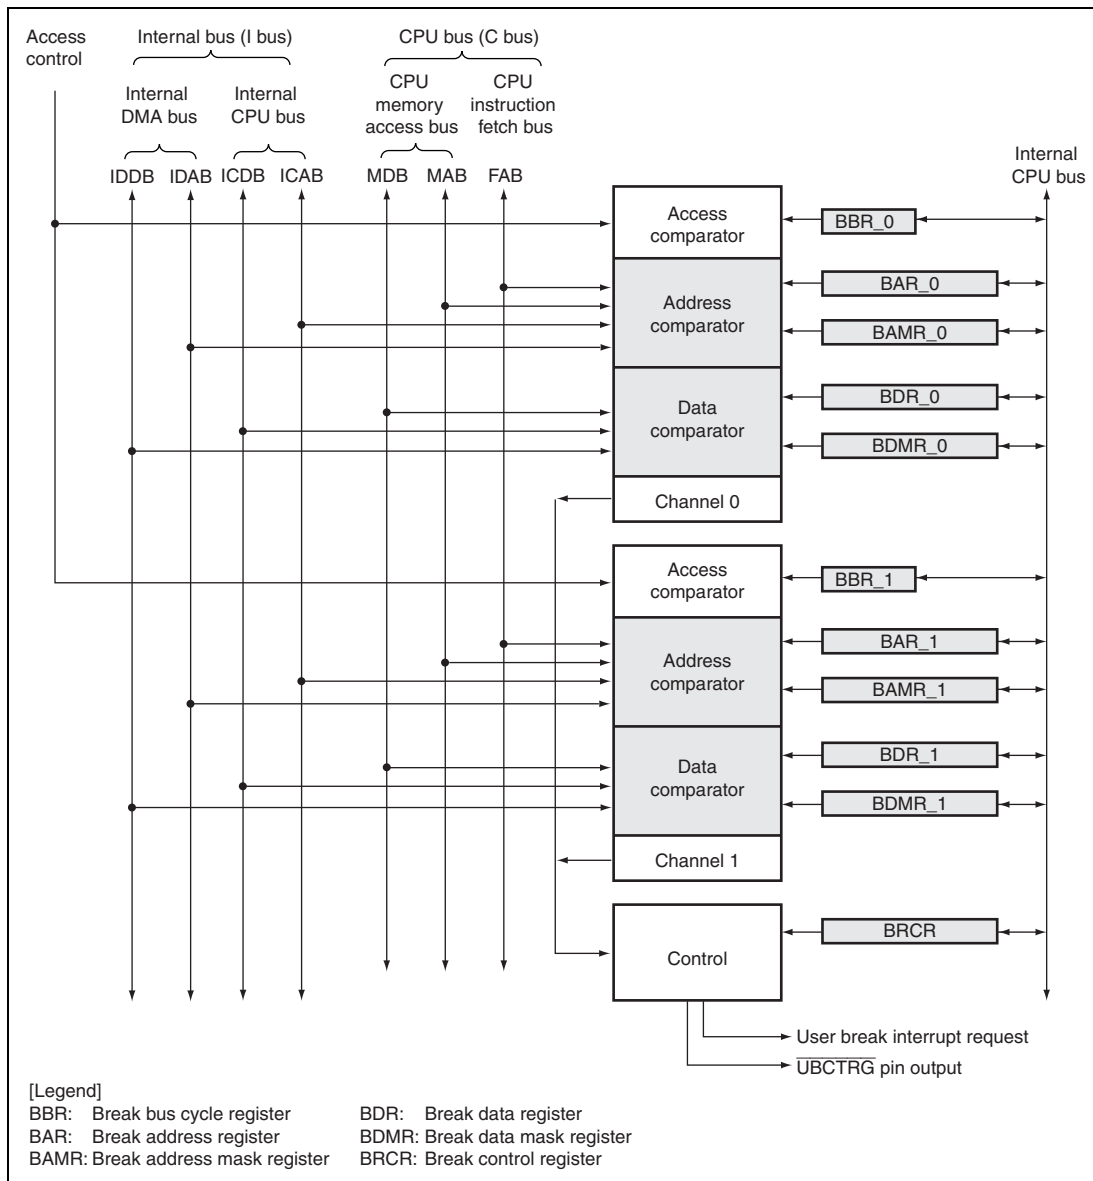 Access
control
Internal bus (I bus)
CPU bus (C bus)
Internal
DMA bus
Internal
CPU bus
CPU
memory
access bus
CPU
instruction
fetch bus
IDDB IDAB ICDB ICAB MDB MAB FAB
Internal
CPU bus
Access
comparator
BBR_0
Address
comparator
BAR_0
BAMR_0
Data
comparator
BDR_0
BDMR_0
Channel 0
Access
comparator
BBR_1
Address
comparator
BAR_1
BAMR_1
Data
comparator
BDR_1
BDMR_1
Channel 1
Control
BRCR
User break interrupt request
UBCTRG pin output
[Legend]
BBR: Break bus cycle register
BAR: Break address register
BAMR: Break address mask register
BDR: Break data register
BDMR: Break data mask register
BRCR: Break control register